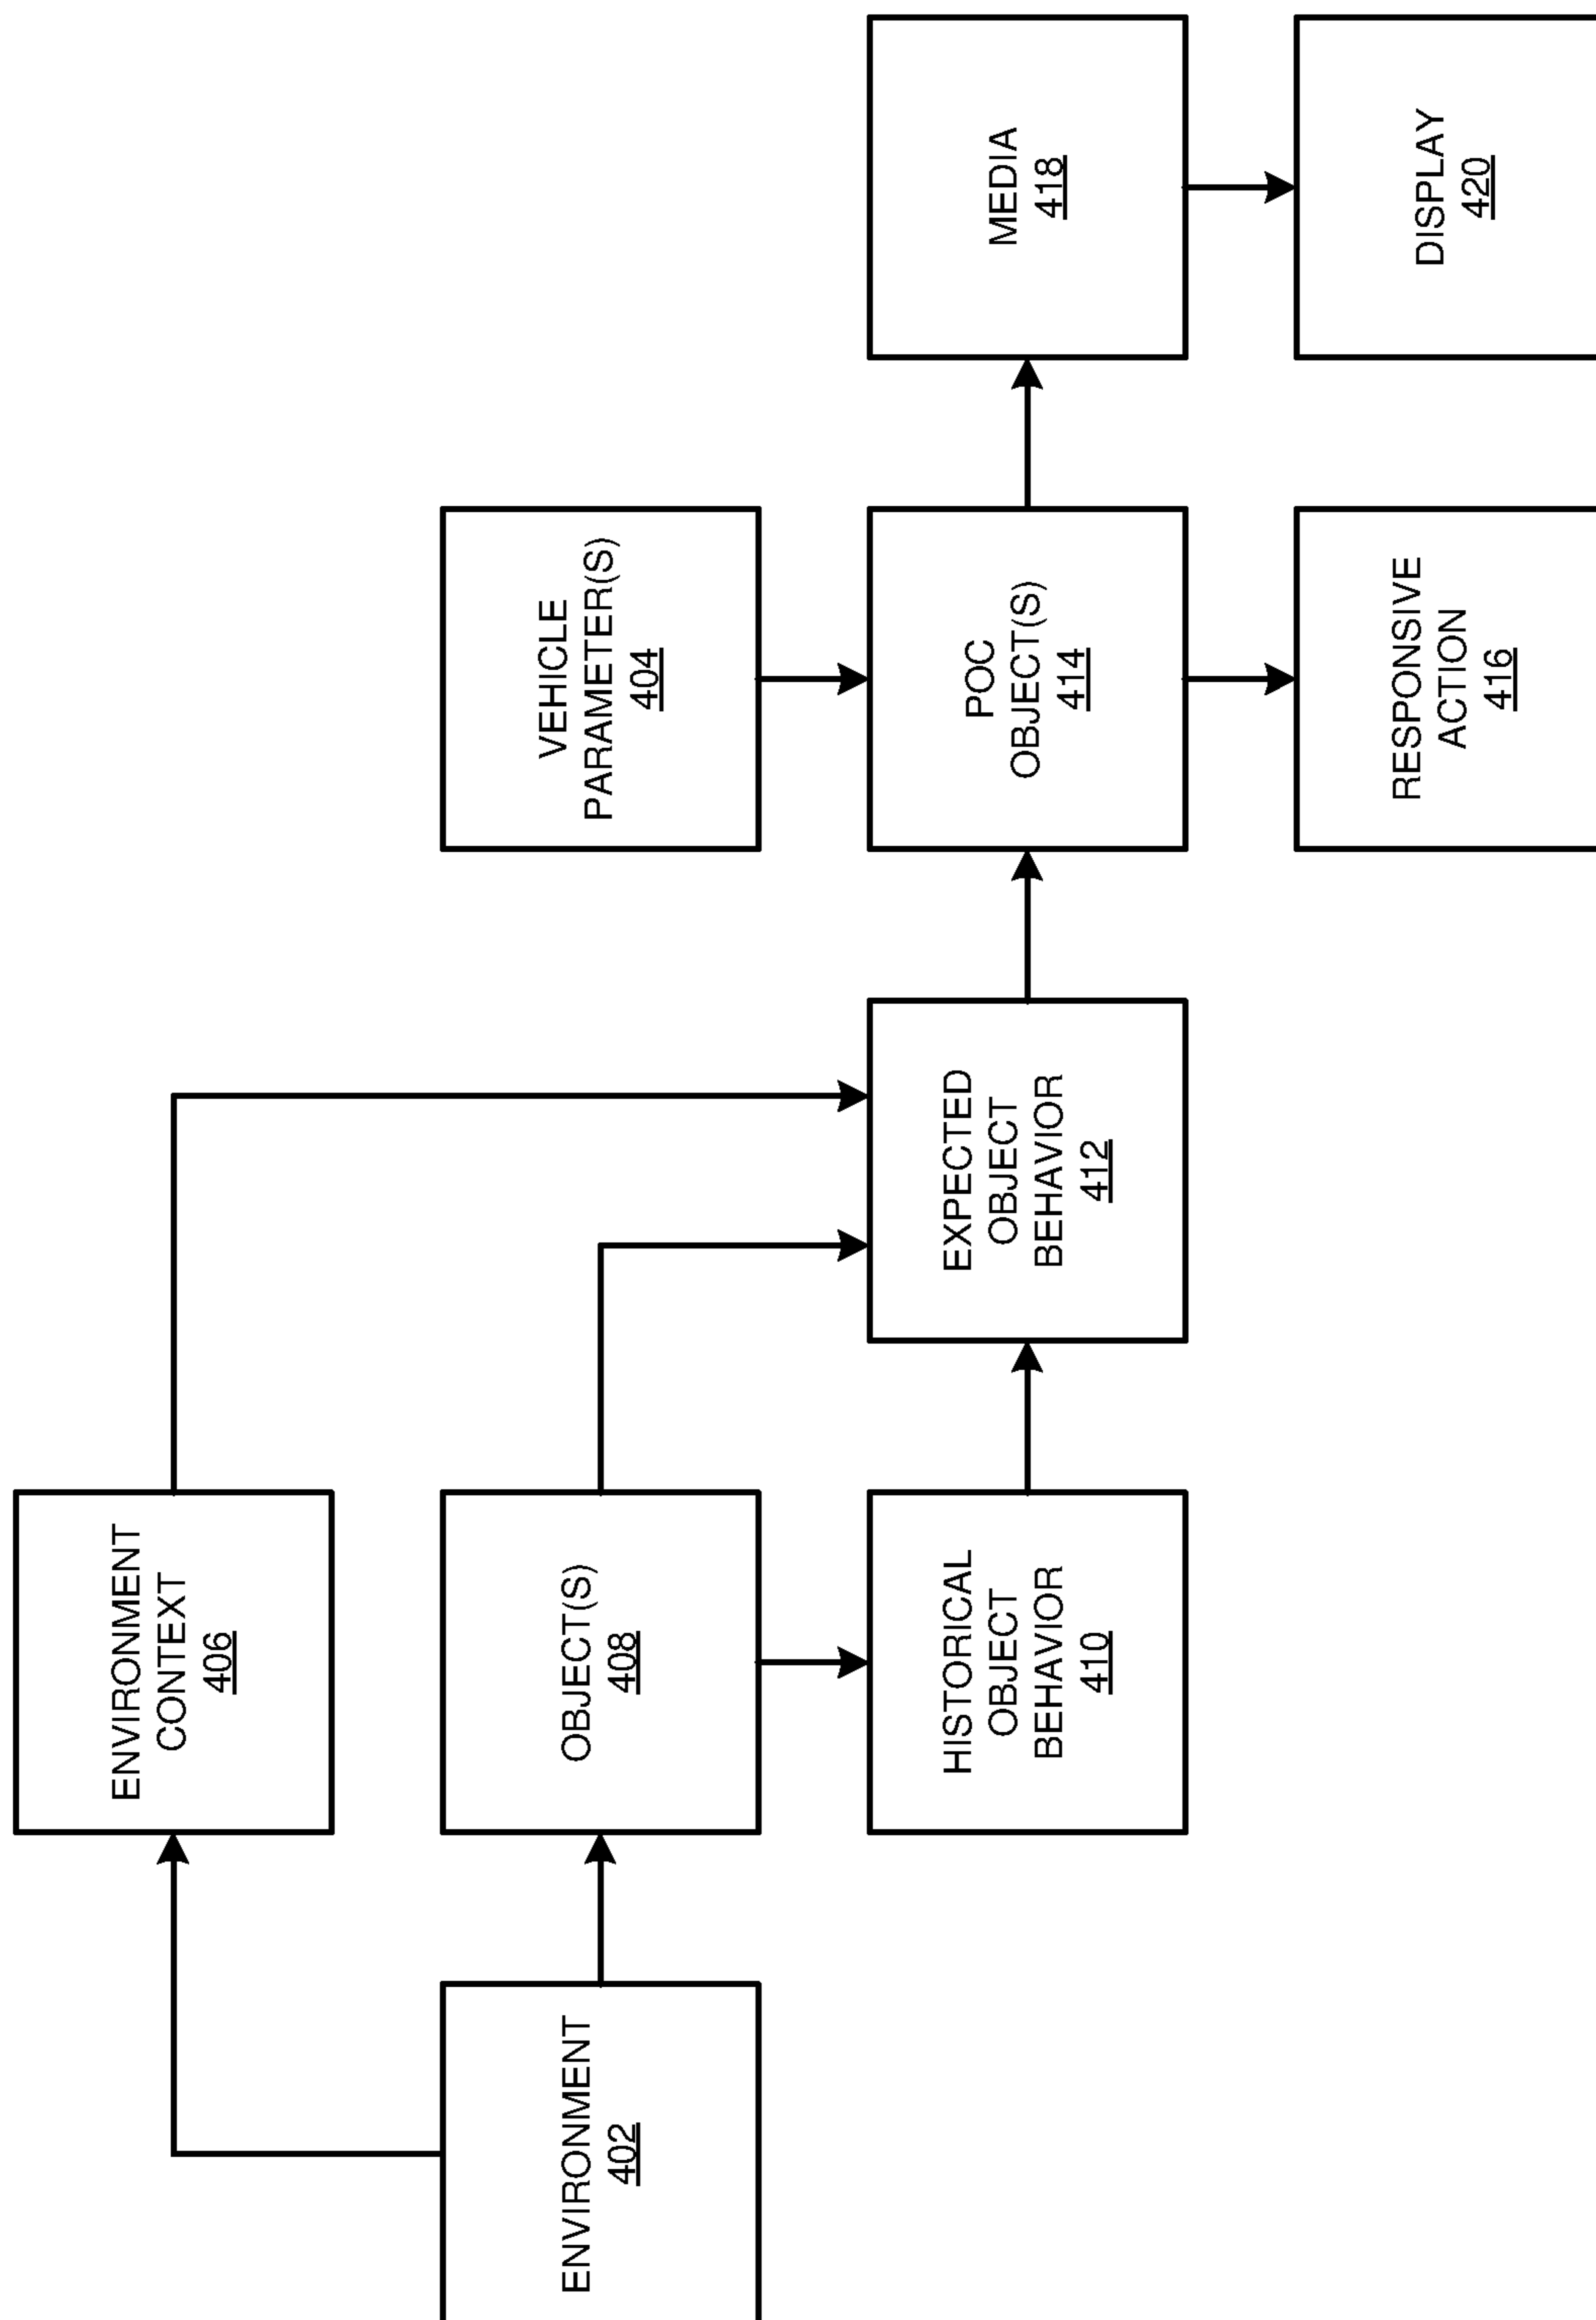 ENVIRONMENT
CONTEXT
406
ENVIRONMENT
402
OBJECT(S)
408
VEHICLE
PARAMETER(S)
404
HISTORICAL
OBJECT
BEHAVIOR
410
EXPECTED
OBJECT
BEHAVIOR
412
POC
OBJECT(S)
414
MEDIA
418
RESPONSIVE
ACTION
416
DISPLAY
420